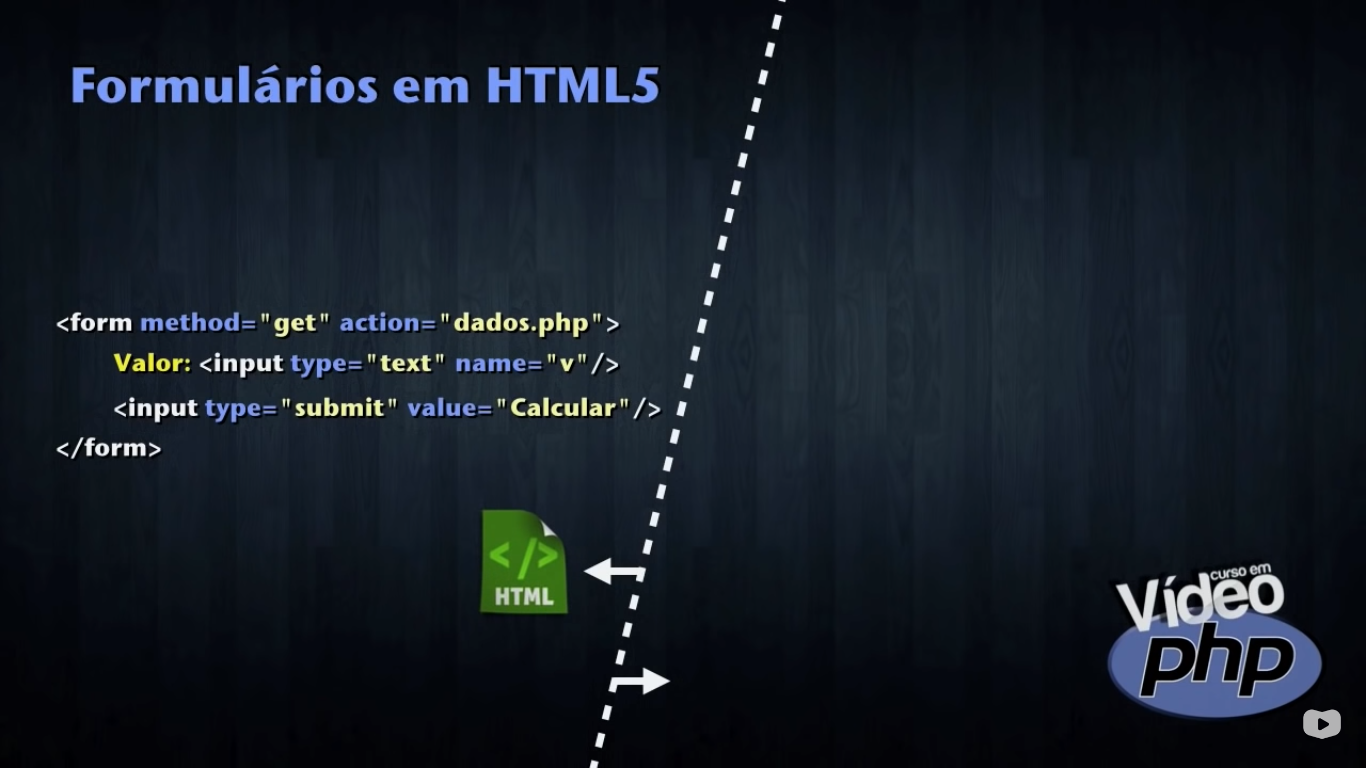 Formulários em HTML5
<form method="get" action="dados.php">
Valor: <input type="text" name="v"/>
<input type="submit" value="Calcular"/>
</form>
</>
HTML
curso em
Vídeo
php